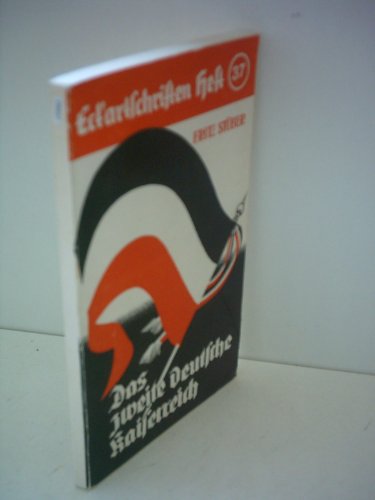 Eckartschriften Heft 37
FRITZ STÜBER
Das
zweite deutsche
Kaiserreich